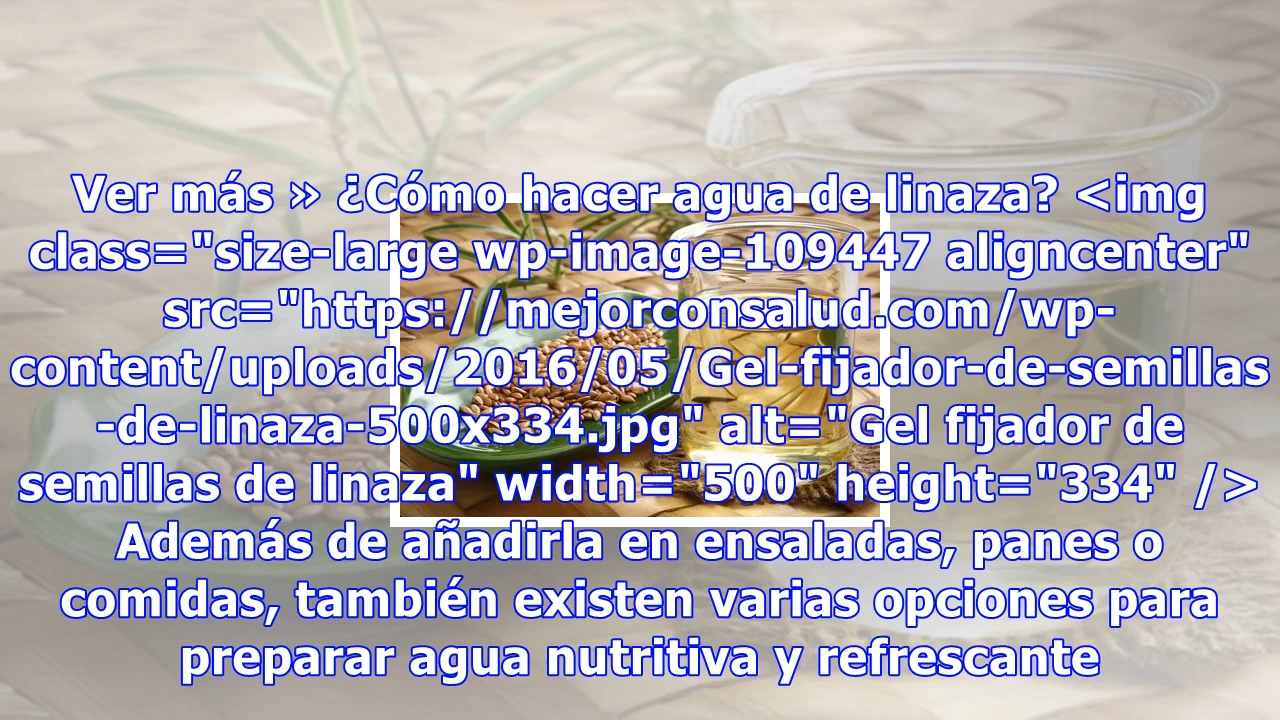 Ver más » ¿Cómo hacer agua de linaza? <img
class="size-large wp-image-109447 aligncenter"
src="https://mejorconsalud.com/wp-
content/uploads/2016/05/Gel-fijador-de-semillas
-de-linaza-500x334.jpg" alt="Gel fijador de
semillas de linaza" width="500" height="334" />
Además de añadirla en ensaladas, panes o
comidas, también existen varias opciones para
preparar agua nutritiva y refrescante